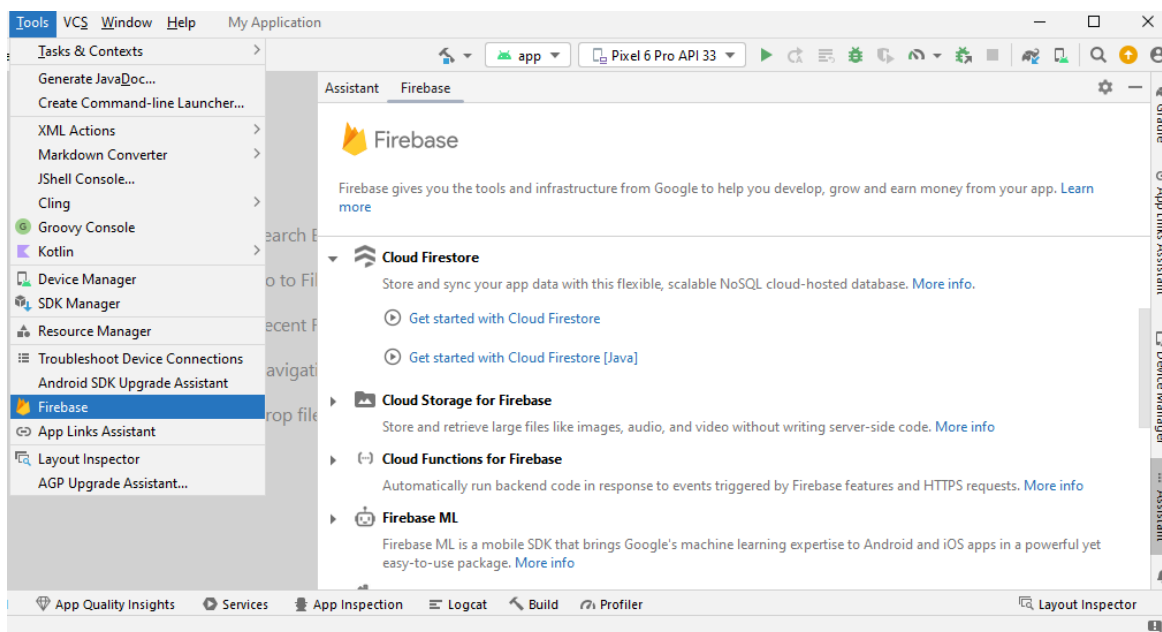 Tools VCS Window Help My Application
Tasks & Contexts
Generate JavaDoc...
Create Command-line Launcher...
XML Actions
Markdown Converter
JShell Console...
Cling
Groovy Console
Kotlin
Device Manager
SDK Manager
Resource Manager
Troubleshoot Device Connections
Android SDK Upgrade Assistant
Firebase
App Links Assistant
Layout Inspector
AGP Upgrade Assistant...
app Pixel 6 Pro API 33
Assistant Firebase
Firebase
Firebase gives you the tools and infrastructure from Google to help you develop, grow and earn money from your app. Learn
more
Cloud Firestore
Store and sync your app data with this flexible, scalable NoSQL cloud-hosted database. More info.
Get started with Cloud Firestore
Get started with Cloud Firestore [Java]
Cloud Storage for Firebase
Store and retrieve large files like images, audio, and video without writing server-side code. More info
Cloud Functions for Firebase
Automatically run backend code in response to events triggered by Firebase features and HTTPS requests. More info
Firebase ML
Firebase ML is a mobile SDK that brings Google's machine learning expertise to Android and iOS apps in a powerful yet
easy-to-use package. More info
Gradle
App Links Assistant
Device Manager
Assistant
App Quality Insights Services App Inspection Logcat Build Profiler Layout Inspector